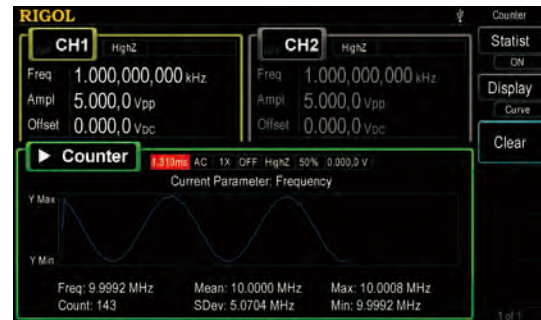 RIGOL
Counter
CH1 HighZ
Freq 1.000,000,000 kHz
Ampl 5.000,0 Vpp
Offset 0.000,0 VDC
CH2 HighZ
Freq 1.000,000,000 kHz
Ampl 5.000,0 Vpp
Offset 0.000,0 VDC
Statist
ON
Display
Curve
Clear
Counter
1.310ms AC 1X OFF HighZ 50% 0.000,0 V
Current Parameter: Frequency
Y Max
Y Min
Freq: 9.9992 MHz Mean: 10.0000 MHz Max: 10.0008 MHz
Count: 143 SDev: 5.0704 MHz Min: 9.9992 MHz
1 of 1